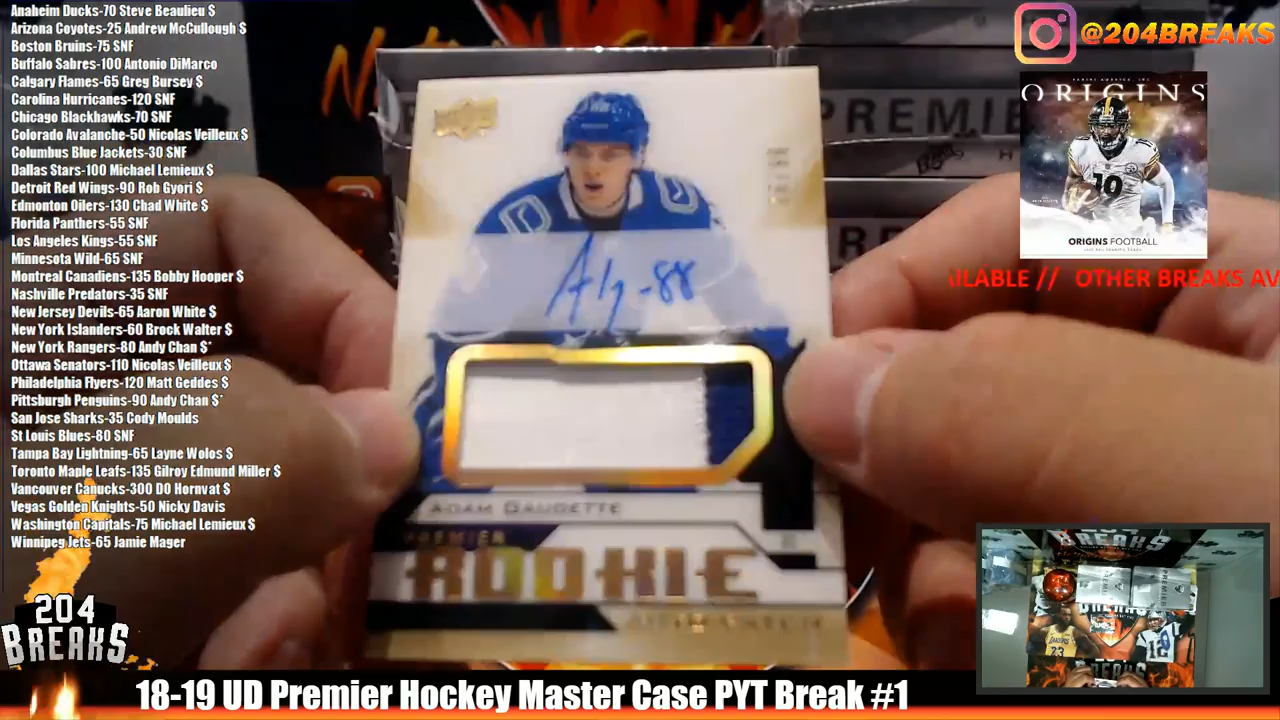 Anaheim Ducks-70 Steve Beaulieu $
Arizona Coyotes-25 Andrew McCullough $
Boston Bruins-75 SNF
Buffalo Sabres-100 Antonio DiMarco
Calgary Flames-65 Greg Bursey $
Carolina Hurricanes-120 SNF
Chicago Blackhawks-70 SNF
Colorado Avalanche-50 Nicolas Veilleux $
Columbus Blue Jackets-30 SNF
Dallas Stars-100 Michael Lemieux $
Detroit Red Wings-90 Rob Gyori $
Edmonton Oilers-130 Chad White $
Florida Panthers-55 SNF
Los Angeles Kings-55 SNF
Minnesota Wild-65 SNF
Montreal Canadiens-135 Bobby Hooper $
Nashville Predators-35 SNF
New Jersey Devils-65 Aaron White $
New York Islanders-60 Brock Walter $
New York Rangers-80 Andy Chan $*
Ottawa Senators-110 Nicolas Veilleux $
Philadelphia Flyers-120 Matt Geddes $
Pittsburgh Penguins-90 Andy Chan $*
San Jose Sharks-35 Cody Moulds
St Louis Blues-80 SNF
Tampa Bay Lightning-65 Layne Wolos $
Toronto Maple Leafs-135 Gilroy Edmund Miller $
Vancouver Canucks-300 DO Hornvat $
Vegas Golden Knights-50 Nicky Davis
Washington Capitals-75 Michael Lemieux $
Winnipeg Jets-65 Jamie Mager
204
BREAKS
PREMIE
-88
ADAM GAUDETTE
PREMIER
ROOKIE
@204BREAKS
PANINI AMERICA, INC.
ORIGINS
19
ORIGINS FOOTBALL
ILABLE // OTHER BREAKS AV
BREAKS
18-19 UD Premier Hockey Master Case PYT Break #1